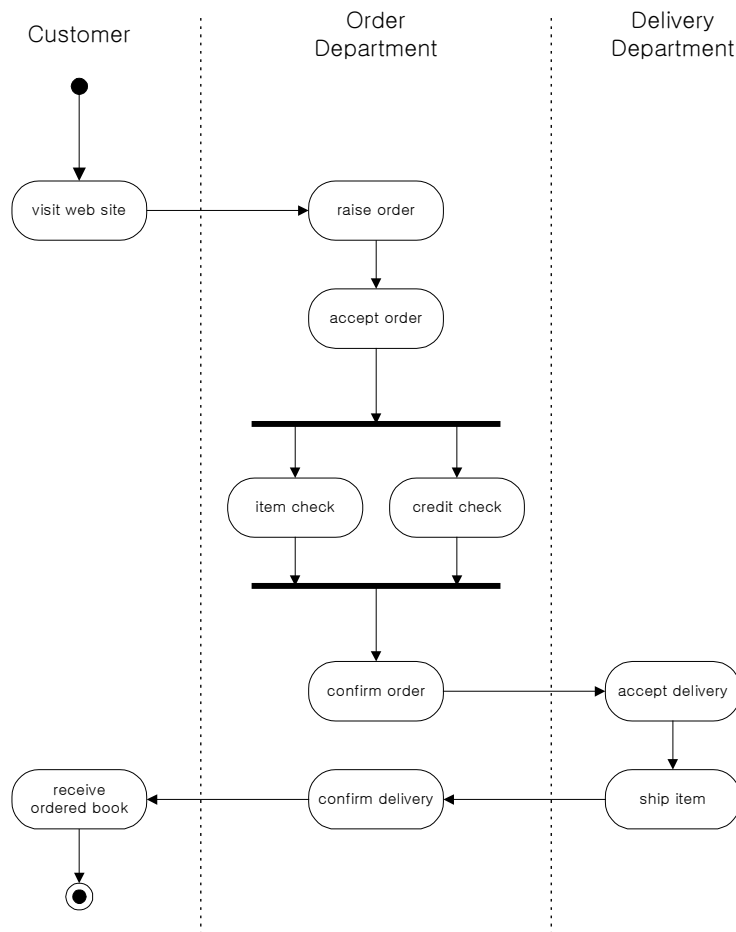 Customer
Order
Department
Delivery
Department
visit web site
raise order
accept order
item check
credit check
confirm order
accept delivery
receive
ordered book
confirm delivery
ship item